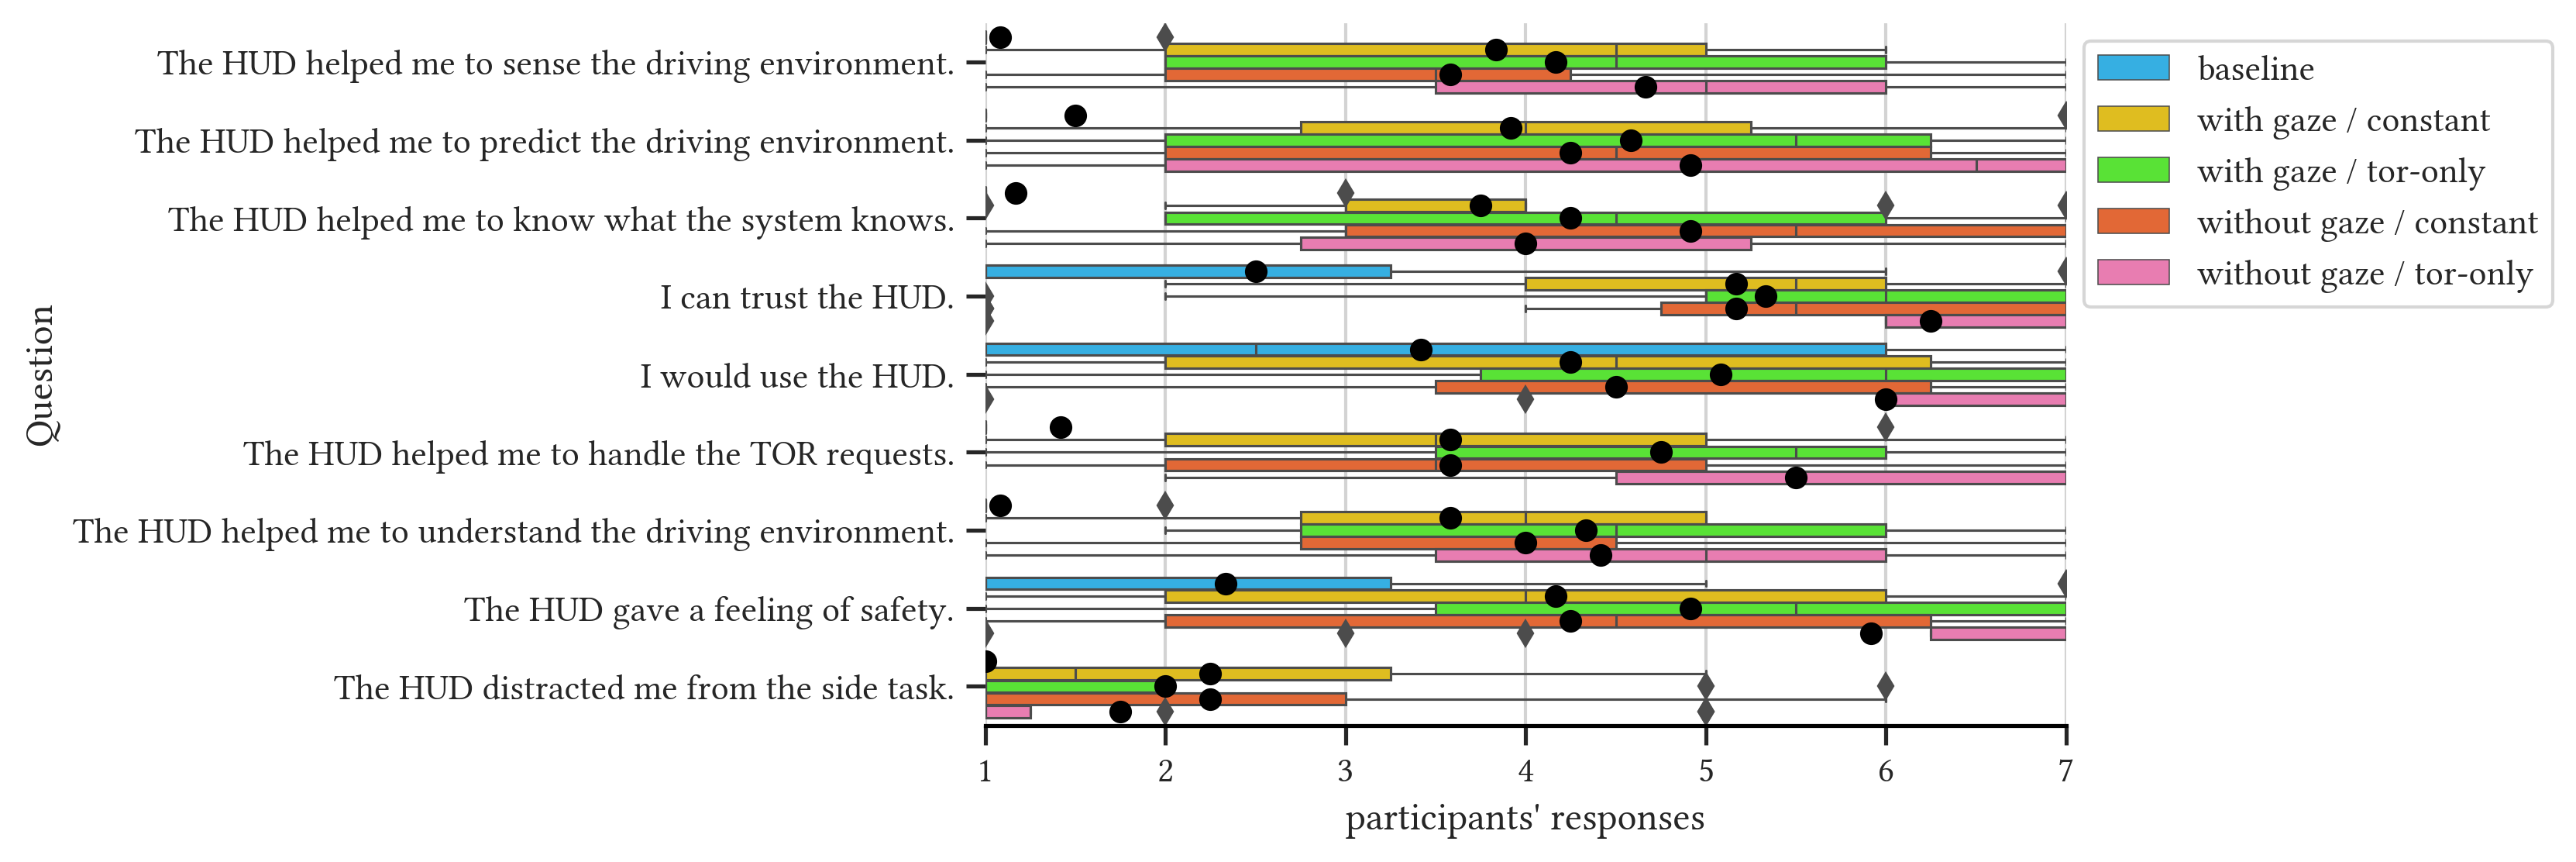 The HUD helped me to sense the driving environment.
The HUD helped me to predict the driving environment.
The HUD helped me to know what the system knows.
I can trust the HUD.
I would use the HUD.
The HUD helped me to handle the TOR requests.
The HUD helped me to understand the driving environment.
The HUD gave a feeling of safety.
The HUD distracted me from the side task.
Question
1 2 3 4 5 6 7
participants' responses
baseline
with gaze / constant
with gaze / tor-only
without gaze / constant
without gaze / tor-only